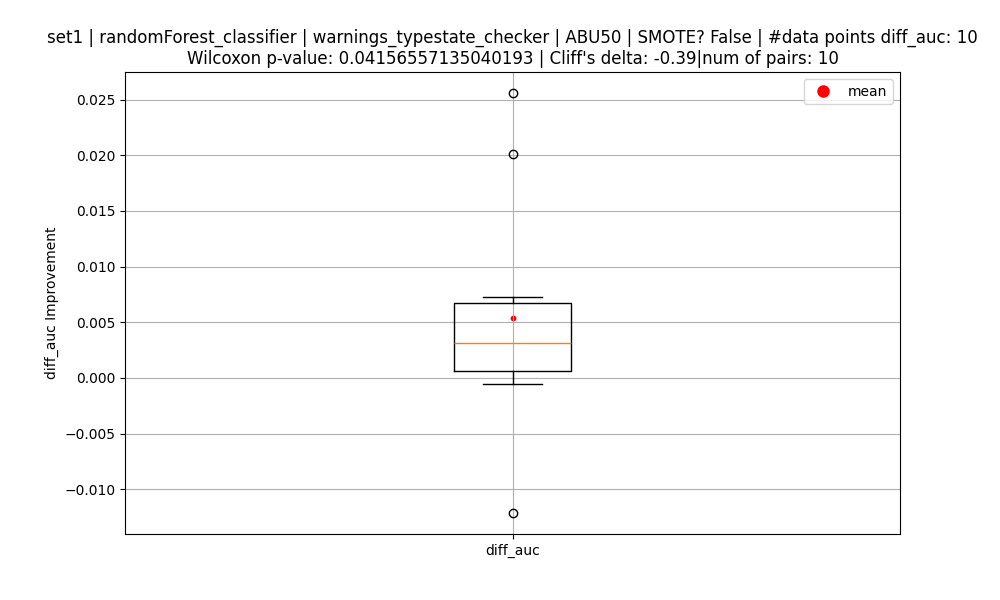 set1 | randomForest_classifier | warnings_typestate_checker | ABU50 | SMOTE? False | #data points diff_auc: 10
Wilcoxon p-value: 0.04156557135040193 | Cliff's delta: -0.39|num of pairs: 10
mean
0.025
0.020
0.015
0.010
0.005
0.000
−0.005
−0.010
diff_auc Improvement
diff_auc